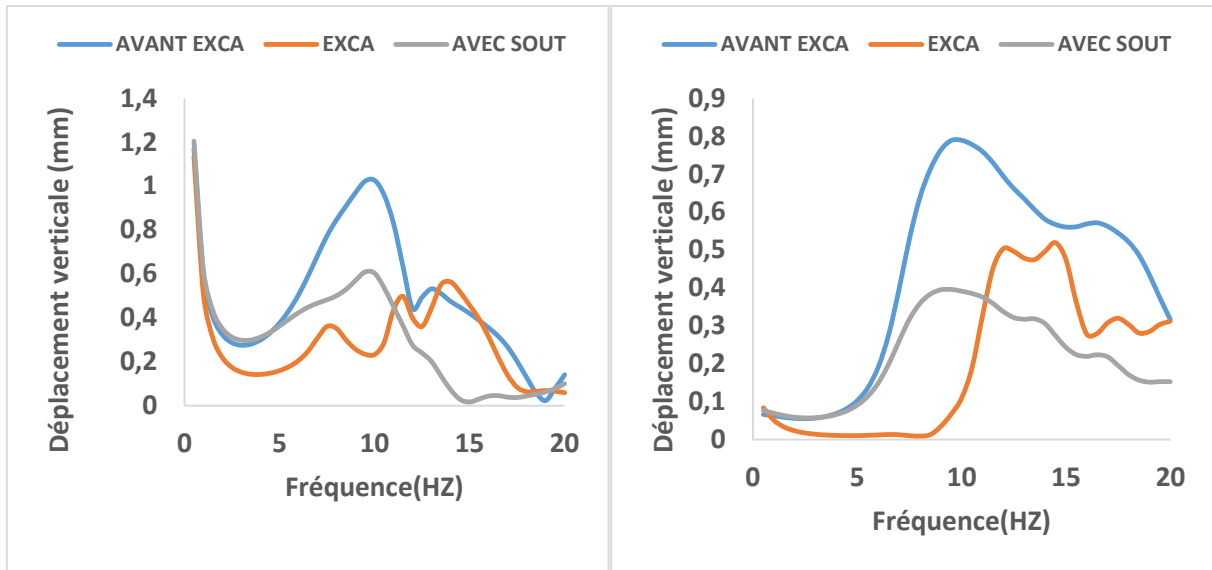 AVANT EXCA EXCA AVEC SOUT
Déplacement verticale (mm)
1,4
1,2
1
0,8
0,6
0,4
0,2
0
0 5 10 15 20
Fréquence(HZ)
AVANT EXCA EXCA AVEC SOUT
Déplacement verticale (mm)
0,9
0,8
0,7
0,6
0,5
0,4
0,3
0,2
0,1
0
0 5 10 15 20
Fréquence(HZ)